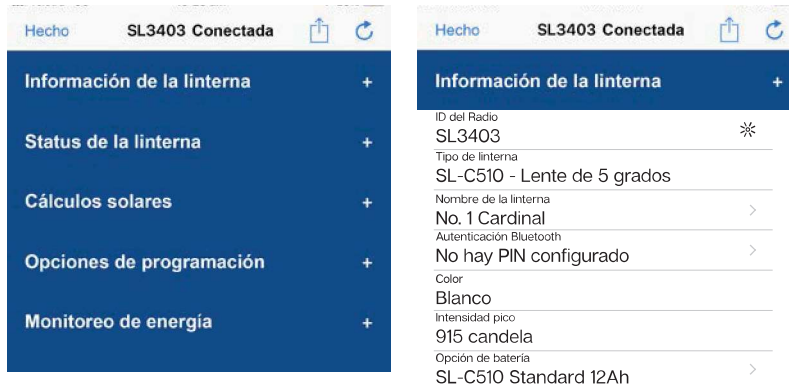 Hecho SL3403 Conectada
Información de la linterna +
Status de la linterna +
Cálculos solares +
Opciones de programación +
Monitoreo de energía +
Hecho SL3403 Conectada
Información de la linterna +
ID del Radio
SL3403
Tipo de linterna
SL-C510 - Lente de 5 grados
Nombre de la linterna
No. 1 Cardinal
Autenticación Bluetooth
No hay PIN configurado
Color
Blanco
Intensidad pico
915 candela
Opción de batería
SL-C510 Standard 12Ah